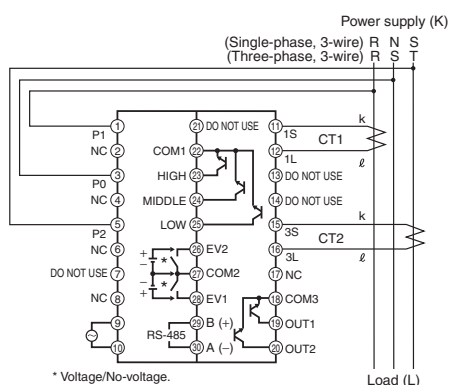 Power supply (K)
(Single-phase, 3-wire) R N S
(Three-phase, 3-wire) R S T
1 21 DO NOT USE 11 k
P1 1S CT1
NC 2 COM1 22 12
1L ℓ
3 HIGH 23 13 DO NOT USE
P0
NC 4 MIDDLE 24 14 DO NOT USE
5 LOW 25 15 k
P2 3S CT2
NC 6 + − * 26 EV2 16
3L ℓ
DO NOT USE 7 27 COM2 17 NC
NC 8 − + * 28 EV1 18 COM3
9 RS-485 29 B (+) 19 OUT1
10 30 A (−) 20 OUT2
* Voltage/No-voltage.
Load (L)